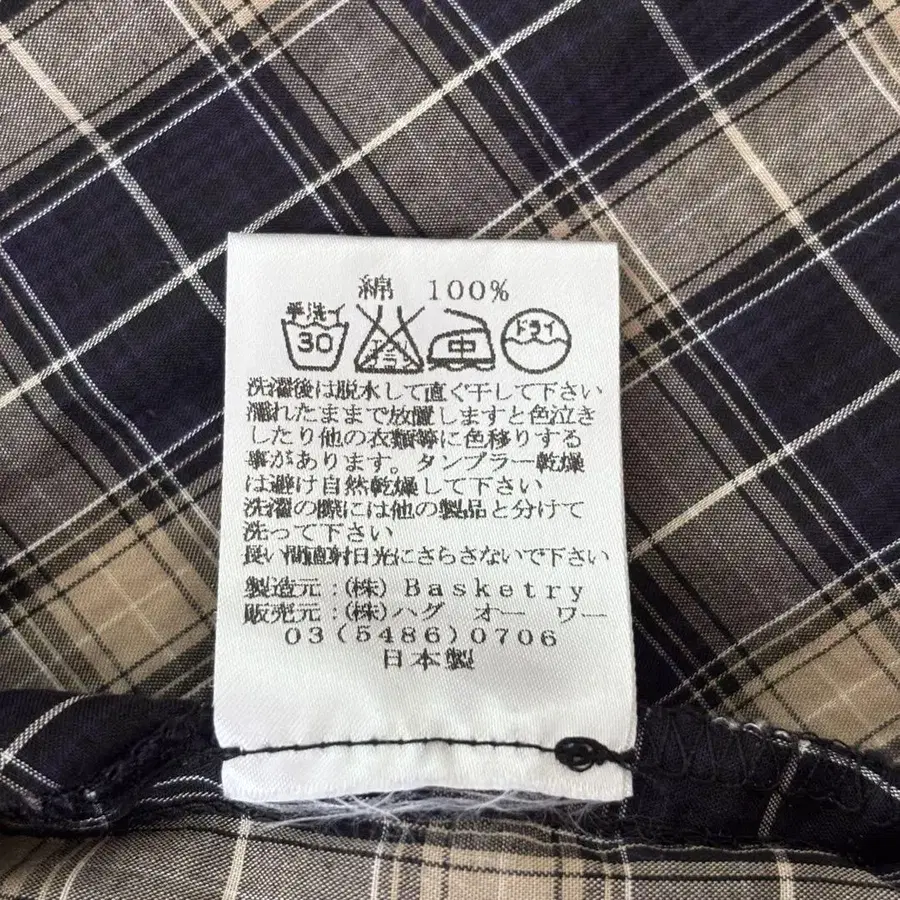 綿 100%
手洗イ
30
エンソサラシ
中
ドライ
洗濯後は脱水して直ぐ干して下さい
濡れたままで放置しますと色泣き
したり他の衣類等に色移りする
事があります。タンブラー乾燥
は避け自然乾燥して下さい
洗濯の際には他の製品と分けて
洗って下さい
長い間直射日光にさらさないで下さい
製造元:(株) Basketry
販売元:(株)ハグ オー ワー
03(5486)0706
日本製